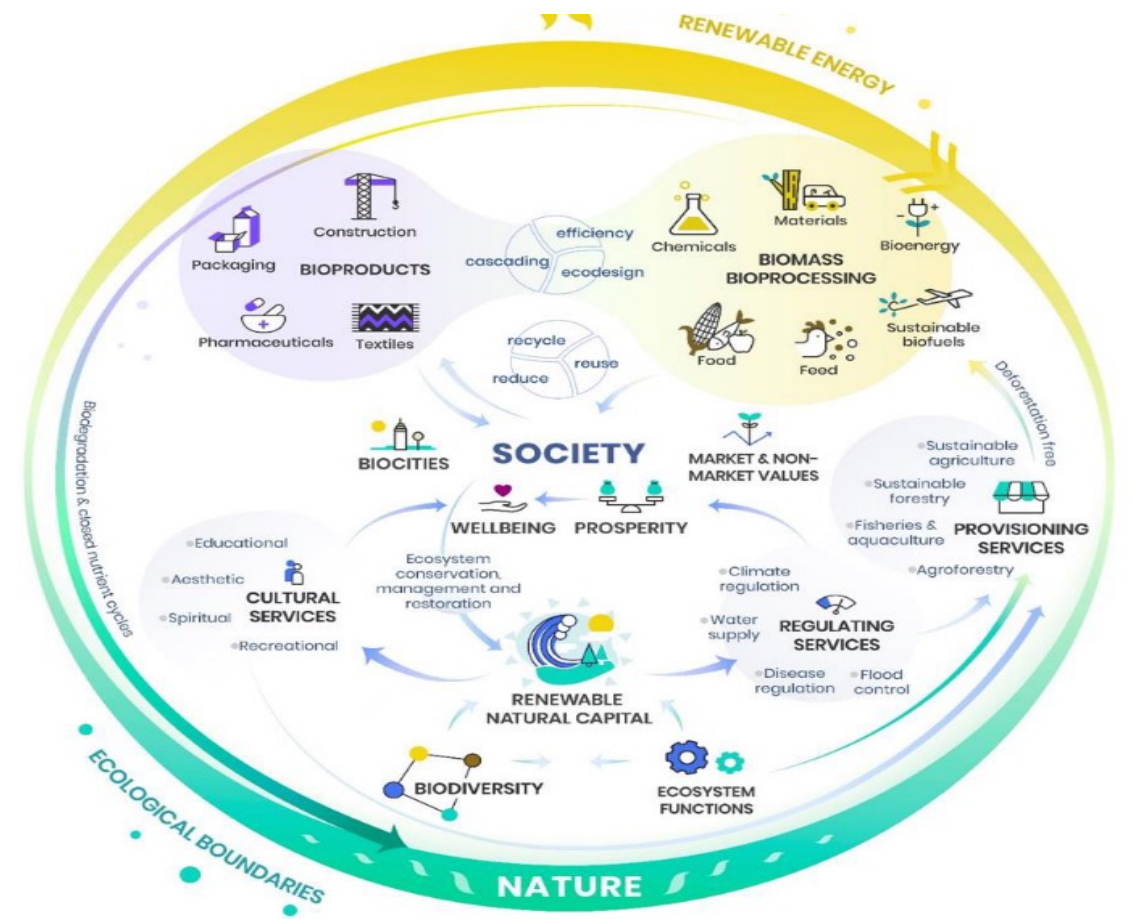 RENEWABLE ENERGY
Construction
Packaging
BIOPRODUCTS
Pharmaceuticals
Textiles
efficiency
cascading
ecodesign
Chemicals
Materials
Bioenergy
BIOMASS
BIOPROCESSING
Food
Feed
Sustainable
biofuels
recycle
reuse
reduce
Deforestation free
Biodegradation & closed nutrient cycles
BIOCITIES
SOCIETY
MARKET & NON-
MARKET VALUES
WELLBEING
PROSPERITY
Sustainable
agriculture
Sustainable
forestry
Fisheries &
aquaculture
Agroforestry
PROVISIONING
SERVICES
Educational
Aesthetic
Spiritual
Recreational
CULTURAL
SERVICES
Ecosystem
conservation,
management and
restoration
Climate
regulation
Water
supply
Disease
regulation
Flood
control
REGULATING
SERVICES
RENEWABLE
NATURAL CAPITAL
BIODIVERSITY
ECOSYSTEM
FUNCTIONS
ECOLOGICAL BOUNDARIES
NATURE